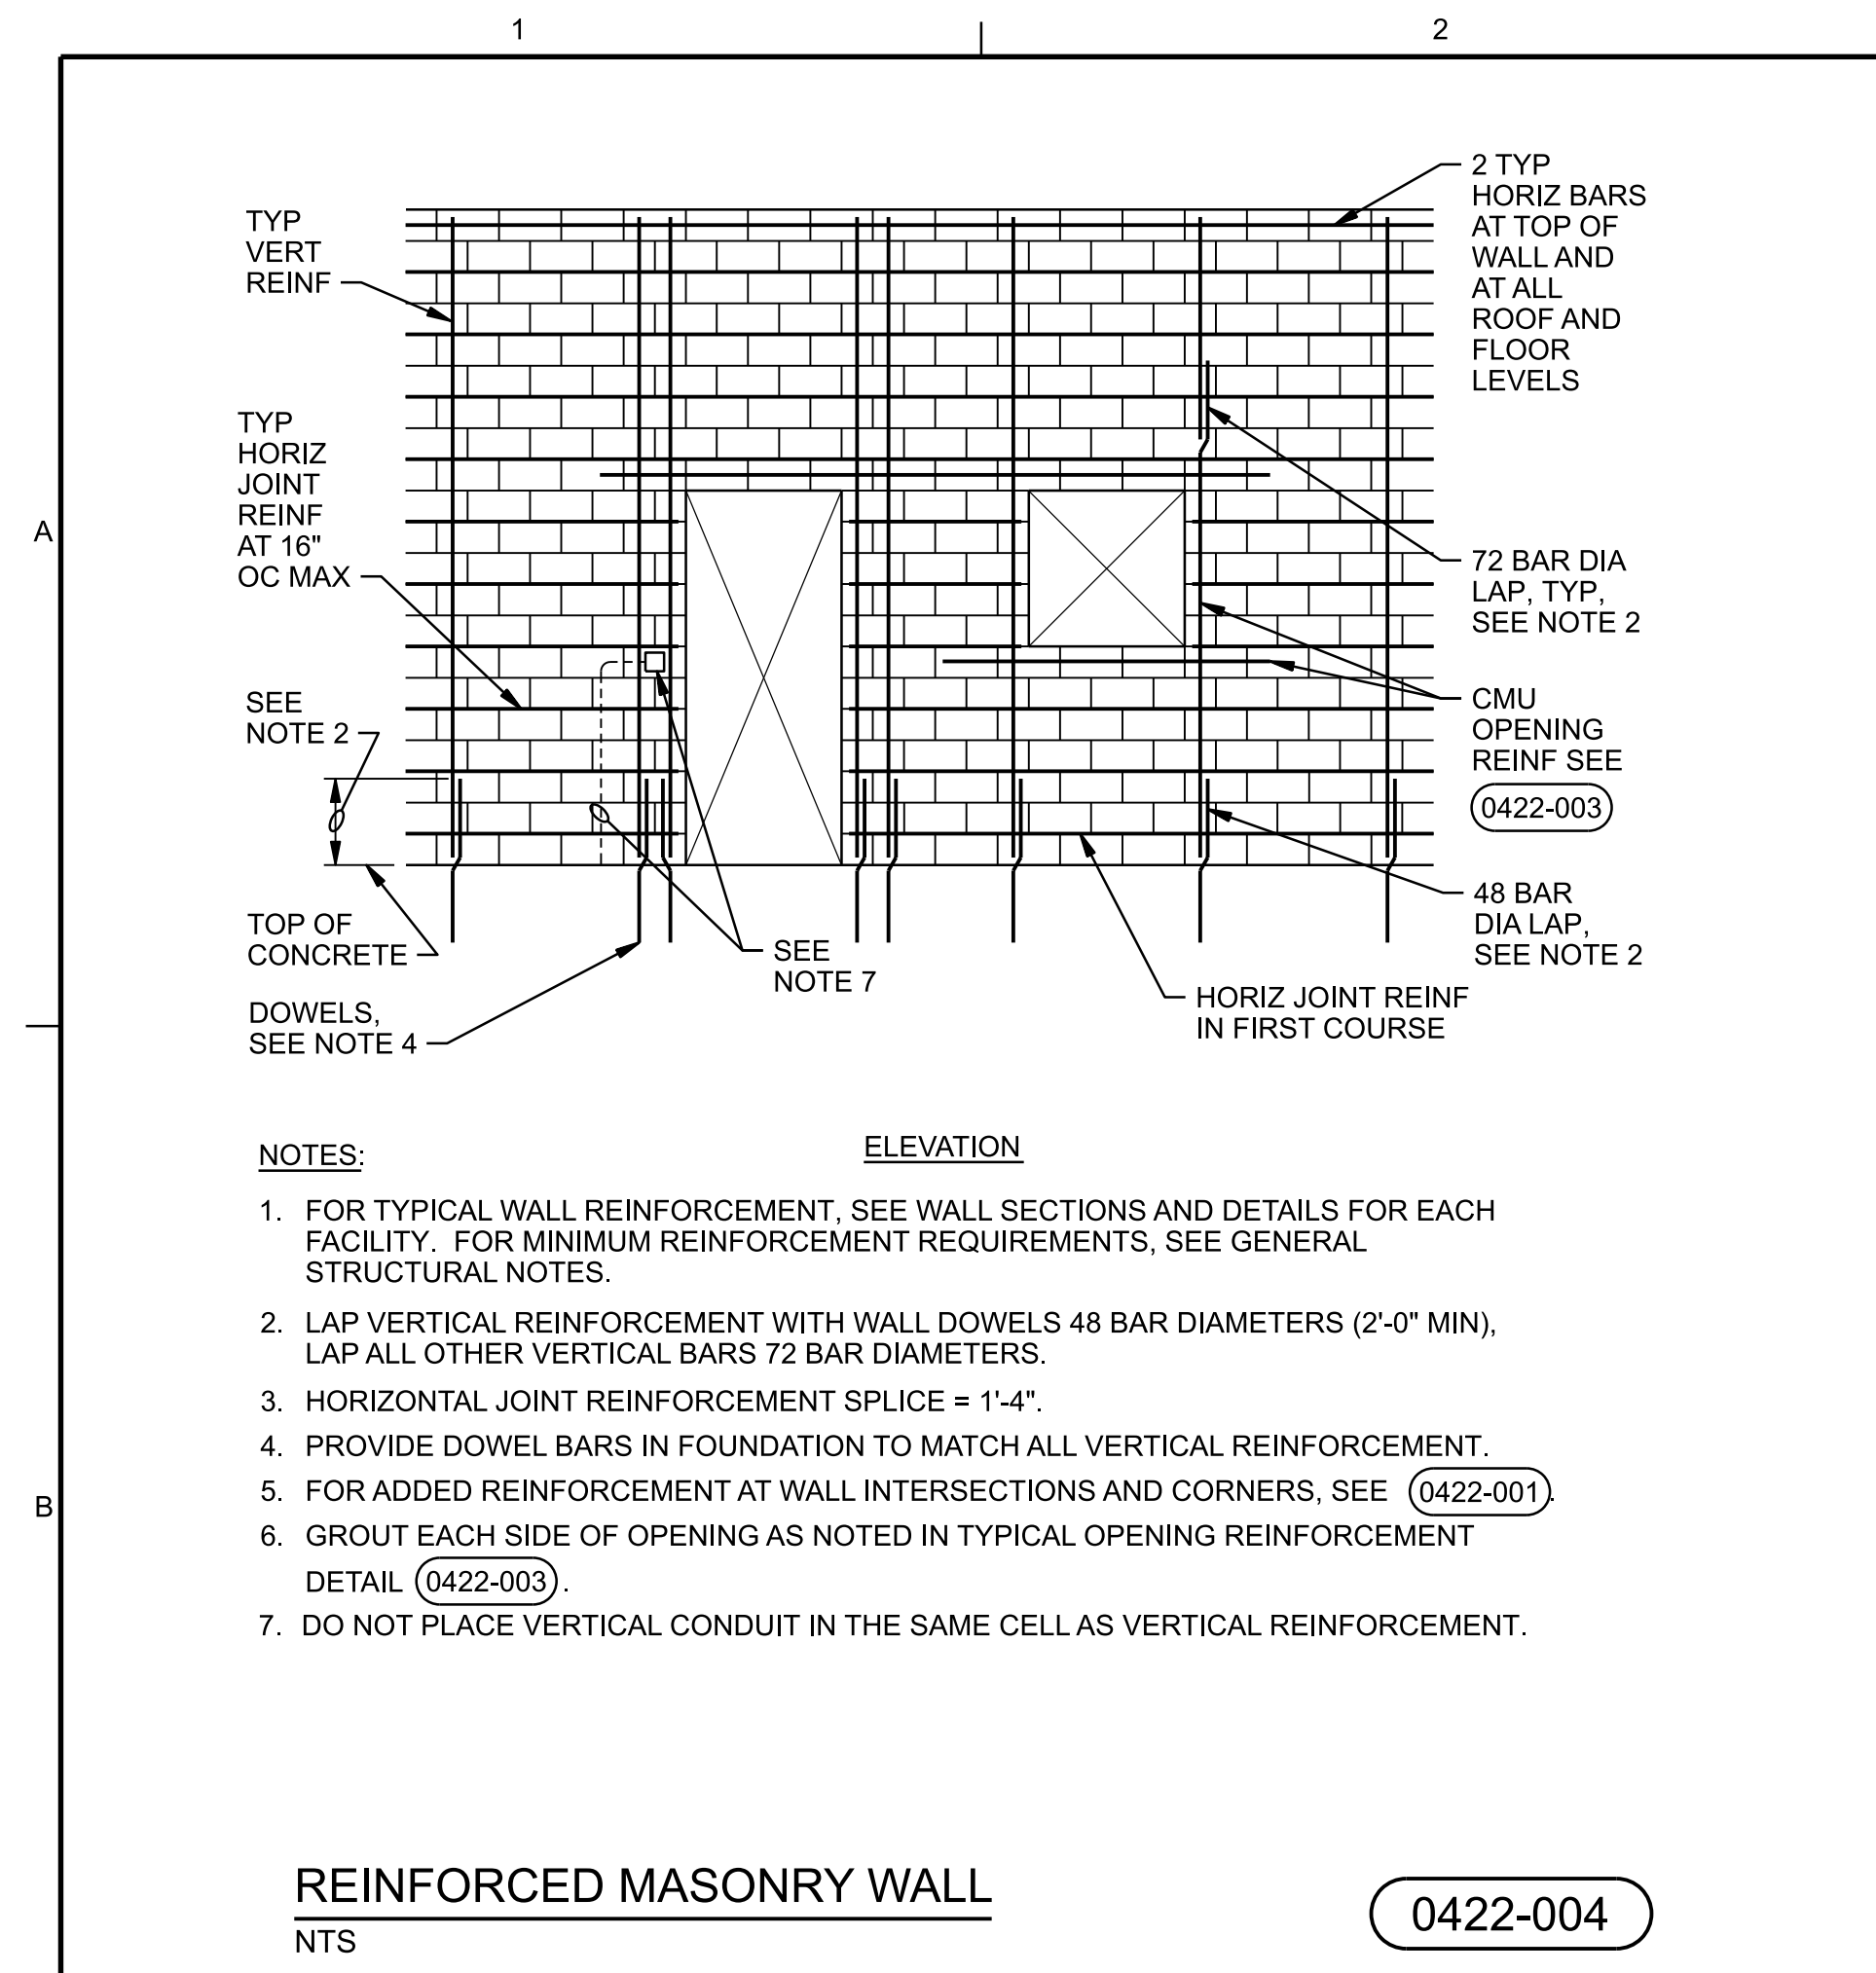 1
2
TYP
VERT
REINF
2 TYP
HORIZ BARS
AT TOP OF
WALL AND
AT ALL
ROOF AND
FLOOR
LEVELS
TYP
HORIZ
JOINT
REINF
AT 16"
OC MAX
A
72 BAR DIA
LAP, TYP,
SEE NOTE 2
SEE
NOTE 2
CMU
OPENING
REINF SEE
0422-003
48 BAR
DIA LAP,
SEE NOTE 2
TOP OF
CONCRETE
SEE
NOTE 7
HORIZ JOINT REINF
IN FIRST COURSE
DOWELS,
SEE NOTE 4
ELEVATION
NOTES:
1. FOR TYPICAL WALL REINFORCEMENT, SEE WALL SECTIONS AND DETAILS FOR EACH
FACILITY. FOR MINIMUM REINFORCEMENT REQUIREMENTS, SEE GENERAL
STRUCTURAL NOTES.
2. LAP VERTICAL REINFORCEMENT WITH WALL DOWELS 48 BAR DIAMETERS (2'-0" MIN),
LAP ALL OTHER VERTICAL BARS 72 BAR DIAMETERS.
3. HORIZONTAL JOINT REINFORCEMENT SPLICE = 1'-4".
4. PROVIDE DOWEL BARS IN FOUNDATION TO MATCH ALL VERTICAL REINFORCEMENT.
5. FOR ADDED REINFORCEMENT AT WALL INTERSECTIONS AND CORNERS, SEE 0422-001.
B
6. GROUT EACH SIDE OF OPENING AS NOTED IN TYPICAL OPENING REINFORCEMENT
DETAIL 0422-003.
7. DO NOT PLACE VERTICAL CONDUIT IN THE SAME CELL AS VERTICAL REINFORCEMENT.
REINFORCED MASONRY WALL
NTS
0422-004